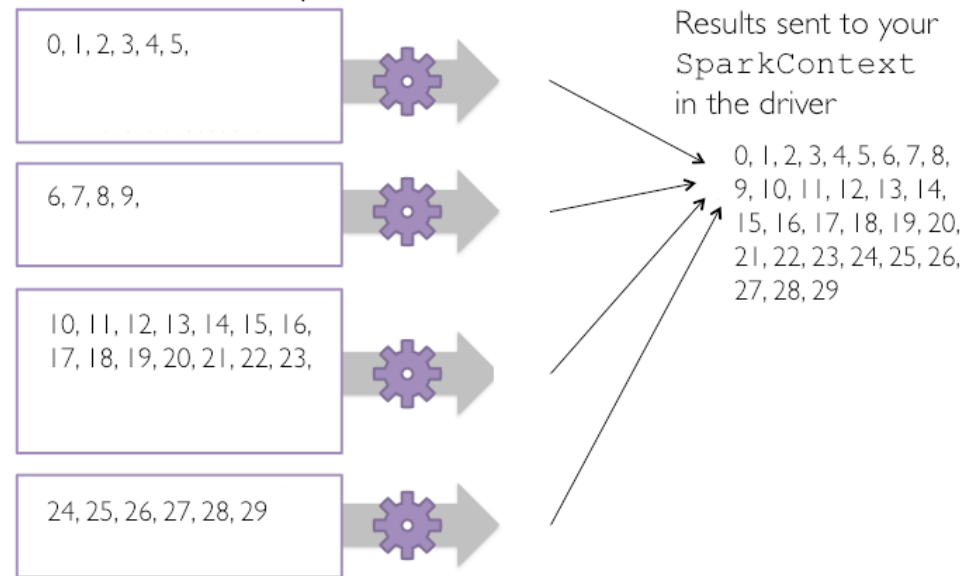 0, 1, 2, 3, 4, 5,
6, 7, 8, 9,
10, 11, 12, 13, 14, 15, 16,
17, 18, 19, 20, 21, 22, 23,
24, 25, 26, 27, 28, 29
Results sent to your
SparkContext
in the driver
0, 1, 2, 3, 4, 5, 6, 7, 8,
9, 10, 11, 12, 13, 14,
15, 16, 17, 18, 19, 20,
21, 22, 23, 24, 25, 26,
27, 28, 29